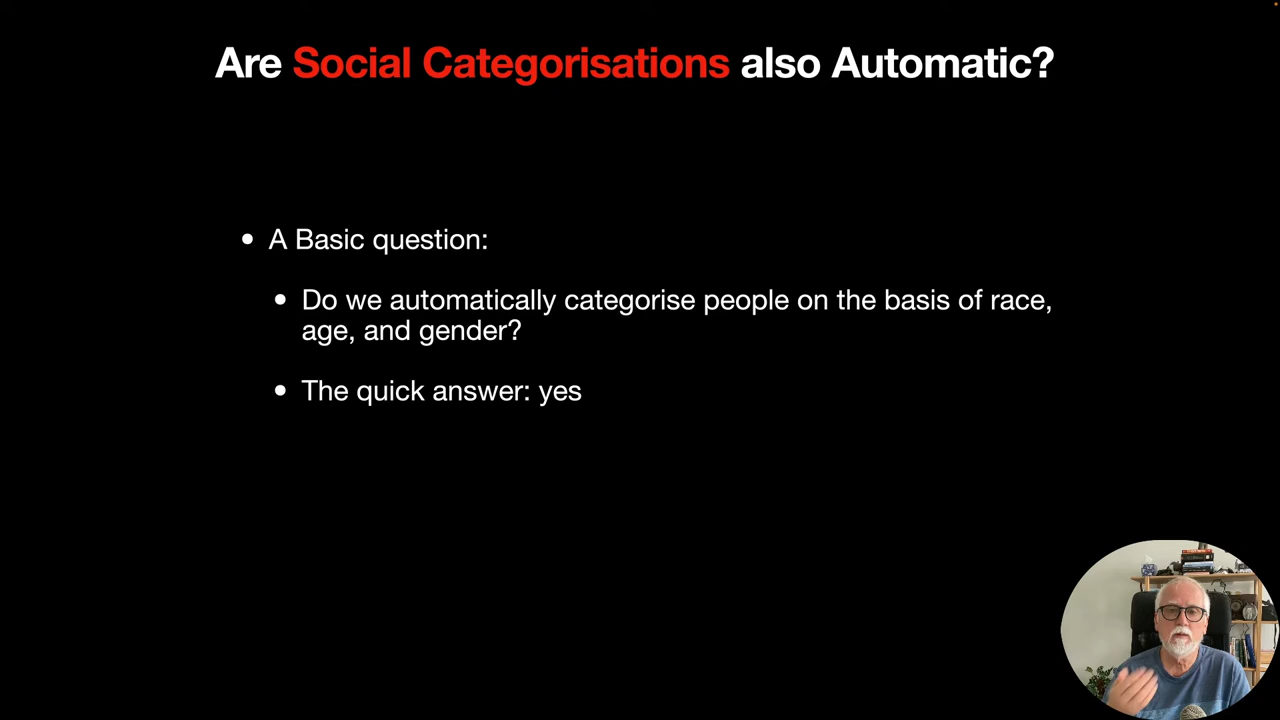 Are Social Categorisations also Automatic?
• A Basic question:
• Do we automatically categorise people on the basis of race,
age, and gender?
• The quick answer: yes